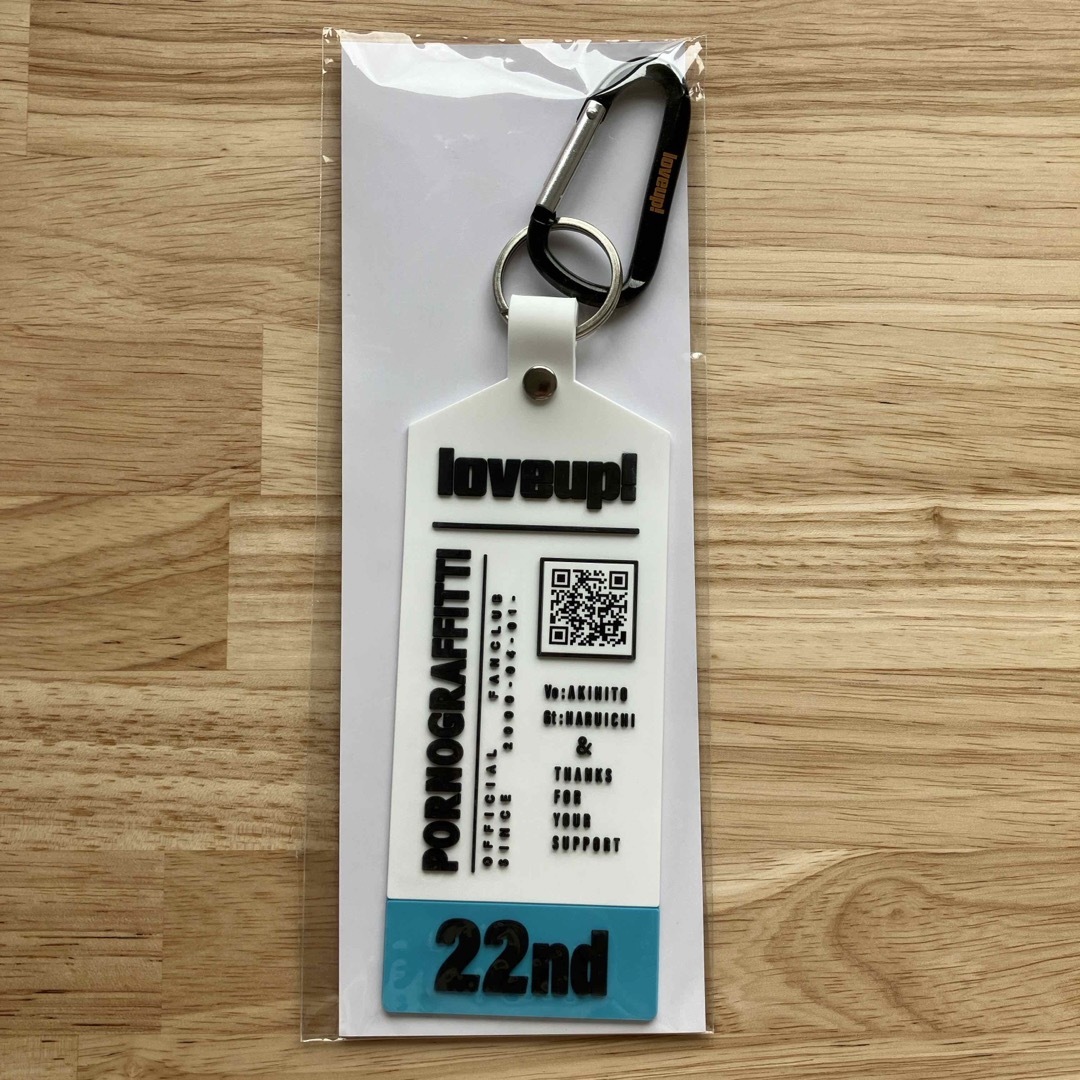 loveup!
loveup!
PORNOGRAFFITTI
OFFICIAL FANCLUB
SINCE 2000-04-01-
Vo:AKIHITO
Gt:HARUICHI
&
THANKS
FOR
YOUR
SUPPORT
22nd